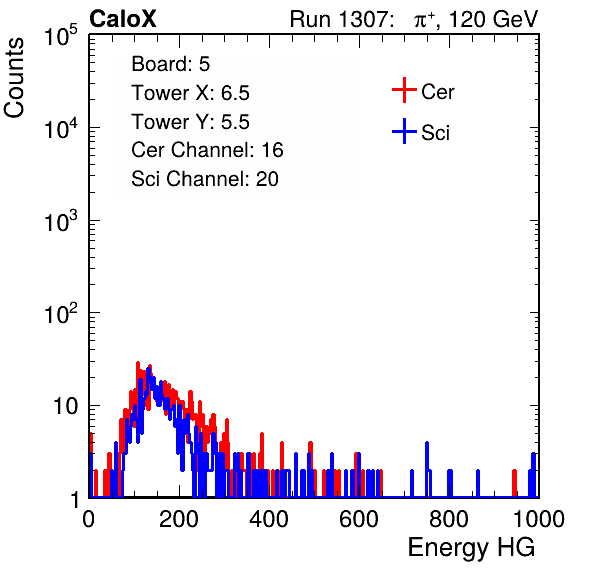 CaloX Run 1307: π⁺, 120 GeV
Counts
10⁵
10⁴
10³
10²
10
1
Board: 5
Tower X: 6.5
Tower Y: 5.5
Cer Channel: 16
Sci Channel: 20
Cer
Sci
0 200 400 600 800 1000
Energy HG